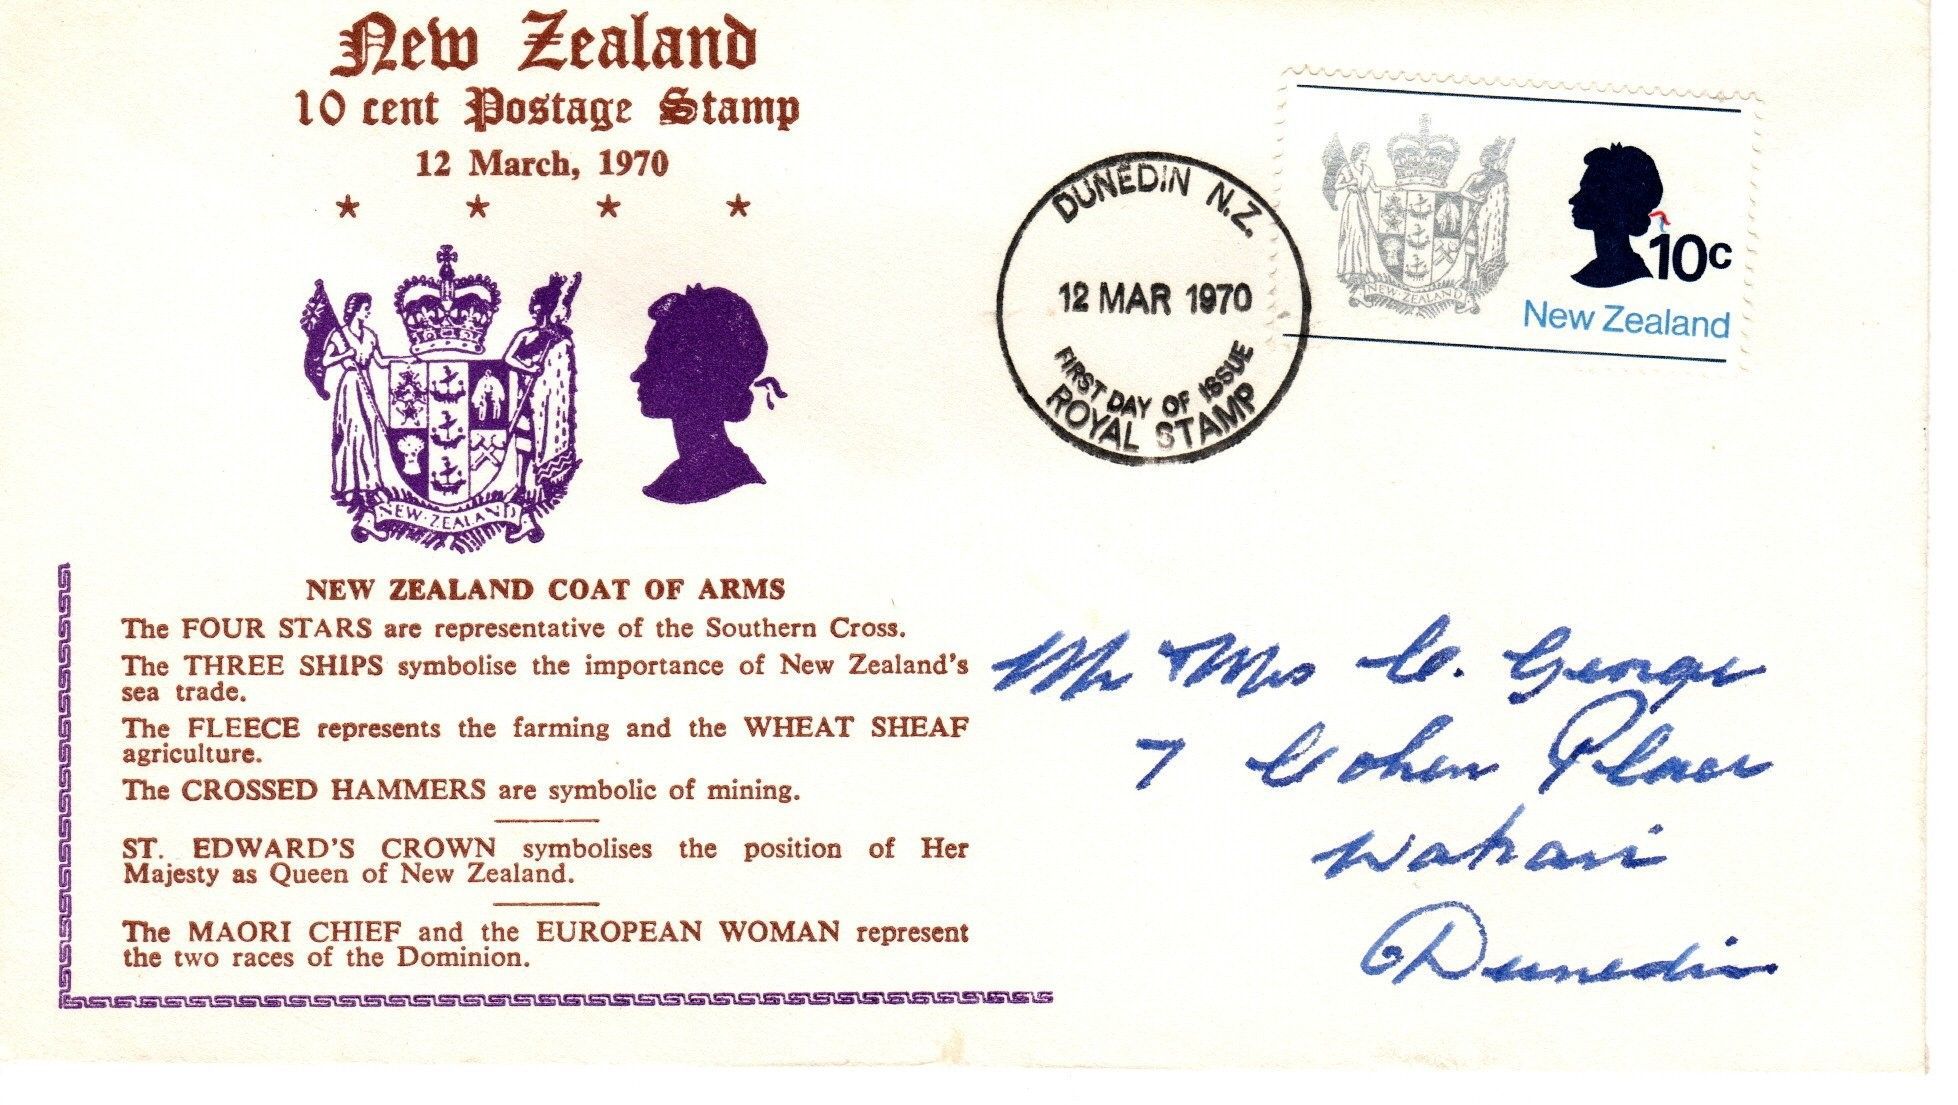 New Zealand
10 cent Postage Stamp
12 March, 1970
NEW·ZEALAND
NEW ZEALAND COAT OF ARMS
The FOUR STARS are representative of the Southern Cross.
The THREE SHIPS symbolise the importance of New Zealand's
sea trade.
The FLEECE represents the farming and the WHEAT SHEAF
agriculture.
The CROSSED HAMMERS are symbolic of mining.
ST. EDWARD'S CROWN symbolises the position of Her
Majesty as Queen of New Zealand.
The MAORI CHIEF and the EUROPEAN WOMAN represent
the two races of the Dominion.
DUNEDIN N.Z.
12 MAR 1970
FIRST DAY OF ISSUE
ROYAL STAMP
NEW·ZEALAND
10c
New Zealand
Mr & Mrs C. George
7 Cohen Place
Wakari
Dunedin